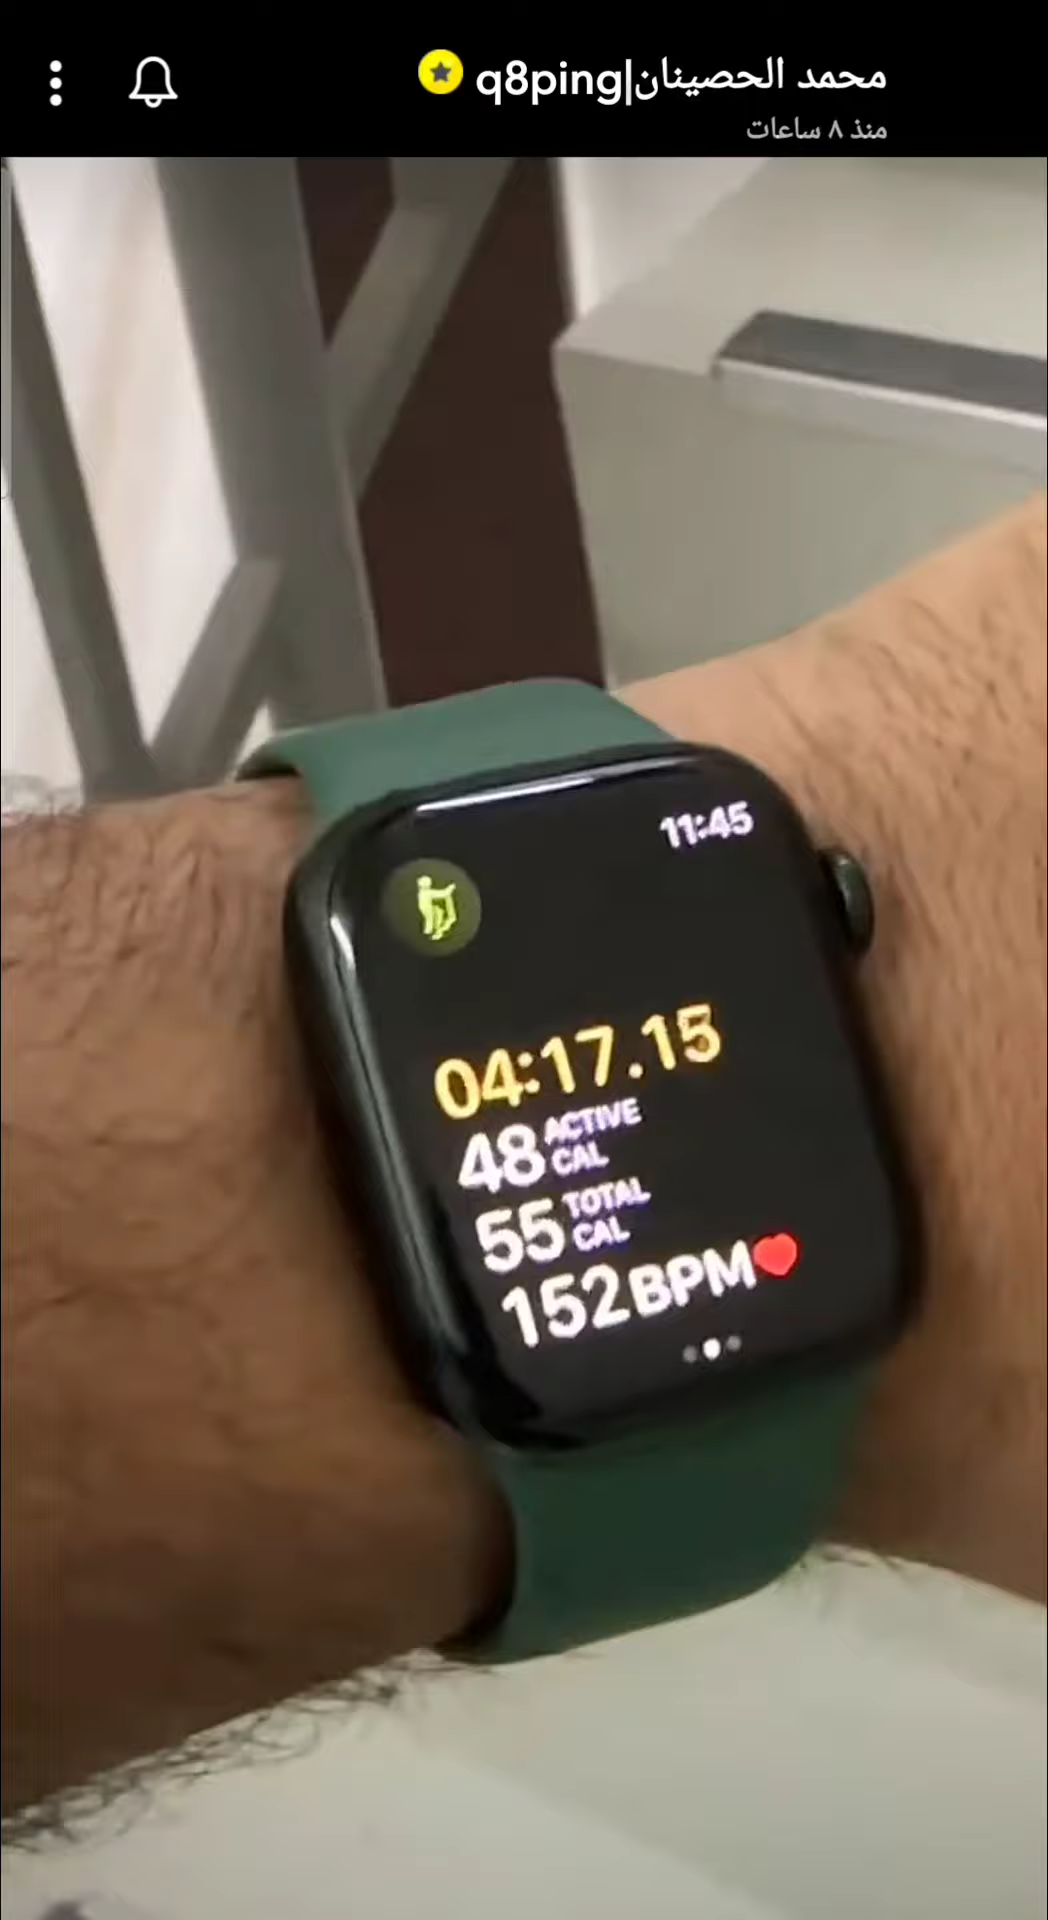 محمد الحصينان|q8ping
منذ ٨ ساعات
11:45
04:17.15
48 ACTIVE CAL
55 TOTAL CAL
152BPM